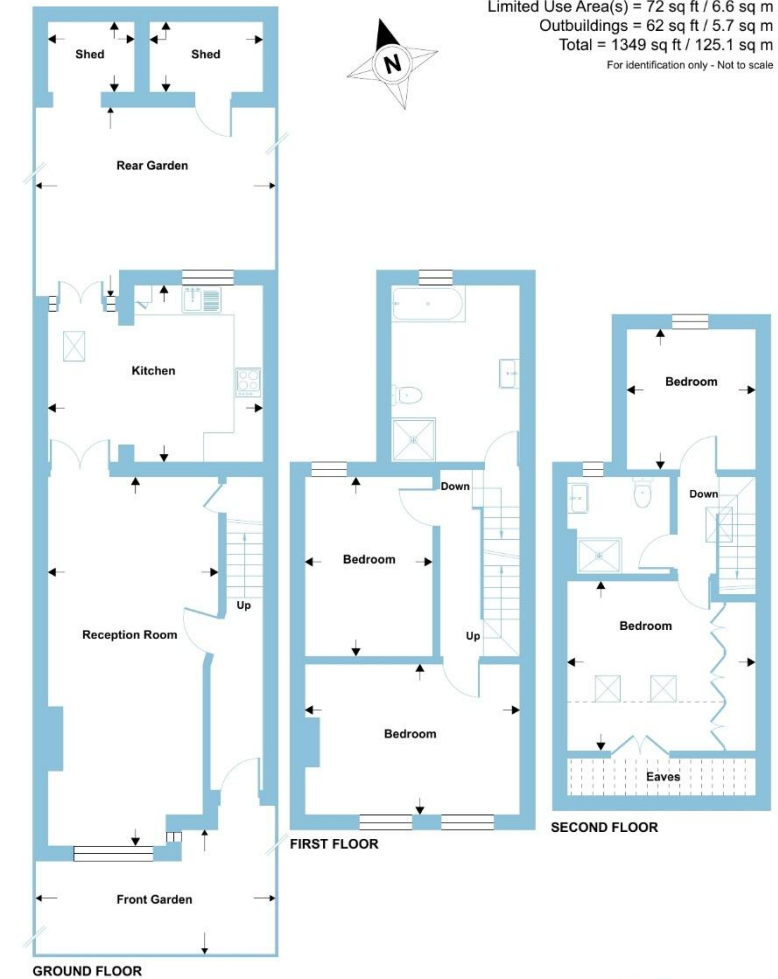 Limited Use Area(s) = 72 sq ft / 6.6 sq m
Outbuildings = 62 sq ft / 5.7 sq m
Total = 1349 sq ft / 125.1 sq m
For identification only - Not to scale
N
Shed
Shed
Rear Garden
Kitchen
Reception Room
Up
Front Garden
GROUND FLOOR
Down
Bedroom
Up
Bedroom
FIRST FLOOR
Bedroom
Down
Bedroom
Eaves
SECOND FLOOR